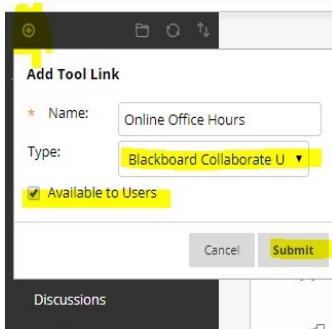 Add Tool Link
* Name: Online Office Hours
Type: Blackboard Collaborate U
Available to Users
Cancel Submit
Discussions